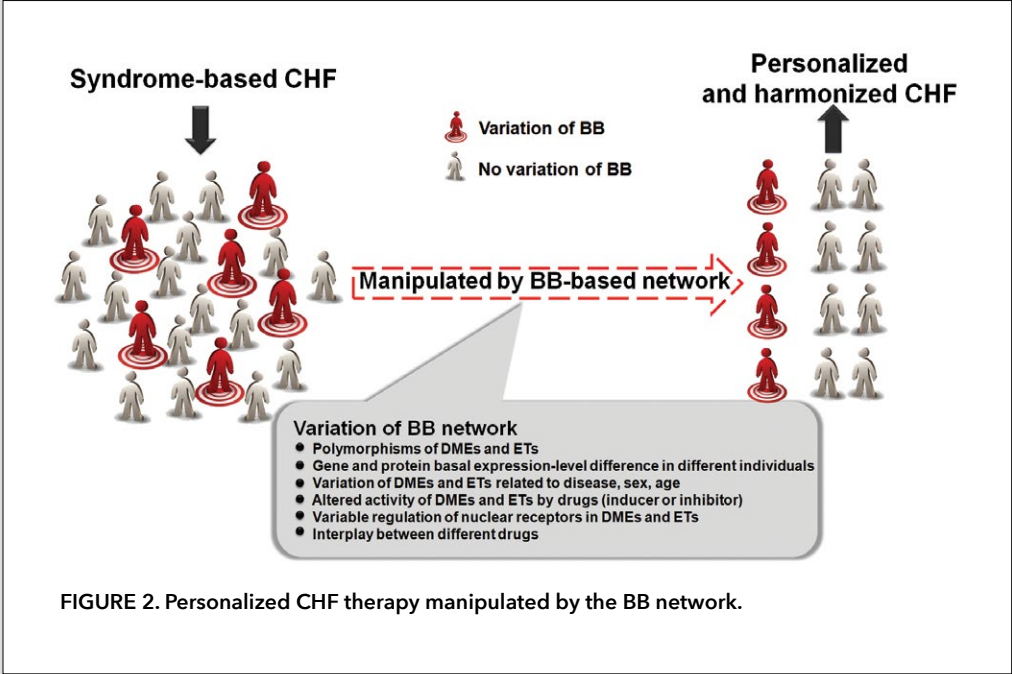 Syndrome-based CHF
Personalized
and harmonized CHF
Variation of BB
No variation of BB
Manipulated by BB-based network
Variation of BB network
Polymorphisms of DMEs and ETs
Gene and protein basal expression-level difference in different individuals
Variation of DMEs and ETs related to disease, sex, age
Altered activity of DMEs and ETs by drugs (inducer or inhibitor)
Variable regulation of nuclear receptors in DMEs and ETs
Interplay between different drugs
FIGURE 2. Personalized CHF therapy manipulated by the BB network.